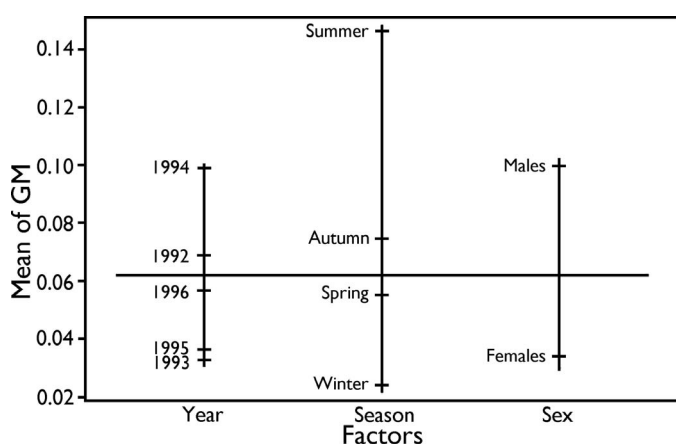 Mean of GM
0.14
0.12
0.10
0.08
0.06
0.04
0.02
1994
1992
1996
1995
1993
Summer
Autumn
Spring
Winter
Males
Females
Year
Season
Sex
Factors